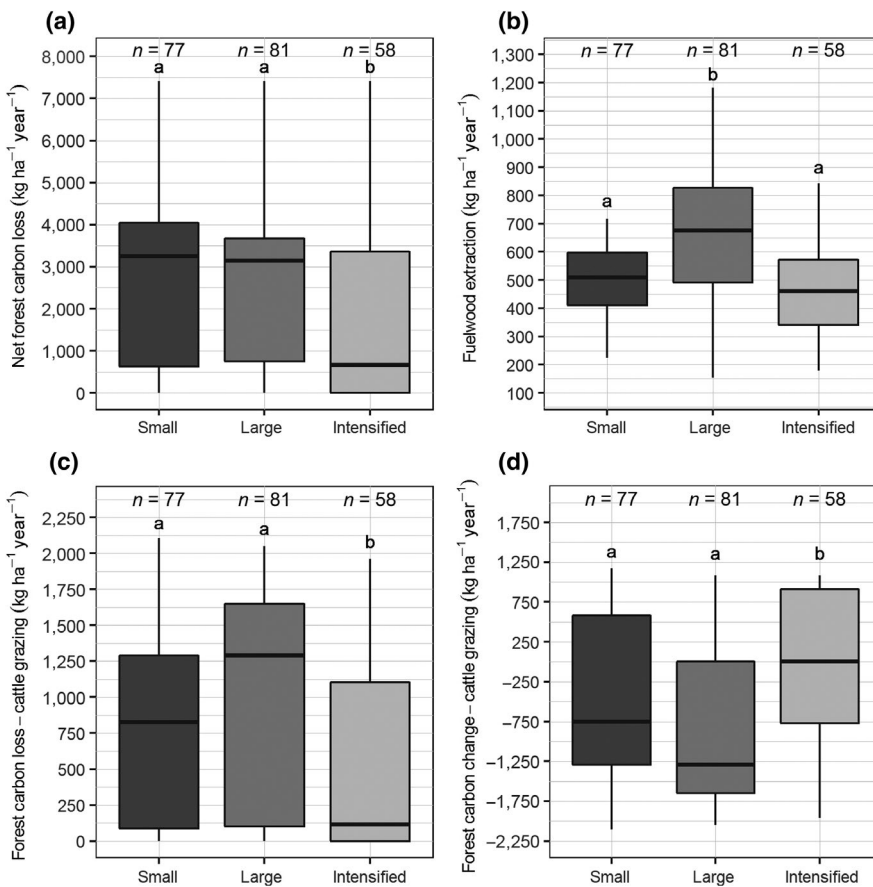 (a)
n = 77 n = 81 n = 58
a a b
8,000
7,000
6,000
5,000
4,000
3,000
2,000
1,000
0
Net forest carbon loss (kg ha⁻¹ year⁻¹)
Small Large Intensified
(b)
n = 77 n = 81 n = 58
a b a
1,300
1,200
1,100
1,000
900
800
700
600
500
400
300
200
100
Fuelwood extraction (kg ha⁻¹ year⁻¹)
Small Large Intensified
(c)
n = 77 n = 81 n = 58
a a b
2,250
2,000
1,750
1,500
1,250
1,000
750
500
250
0
Forest carbon loss – cattle grazing (kg ha⁻¹ year⁻¹)
Small Large Intensified
(d)
n = 77 n = 81 n = 58
a a b
1,750
1,250
750
250
−250
−750
−1,250
−1,750
−2,250
Forest carbon change – cattle grazing (kg ha⁻¹ year⁻¹)
Small Large Intensified